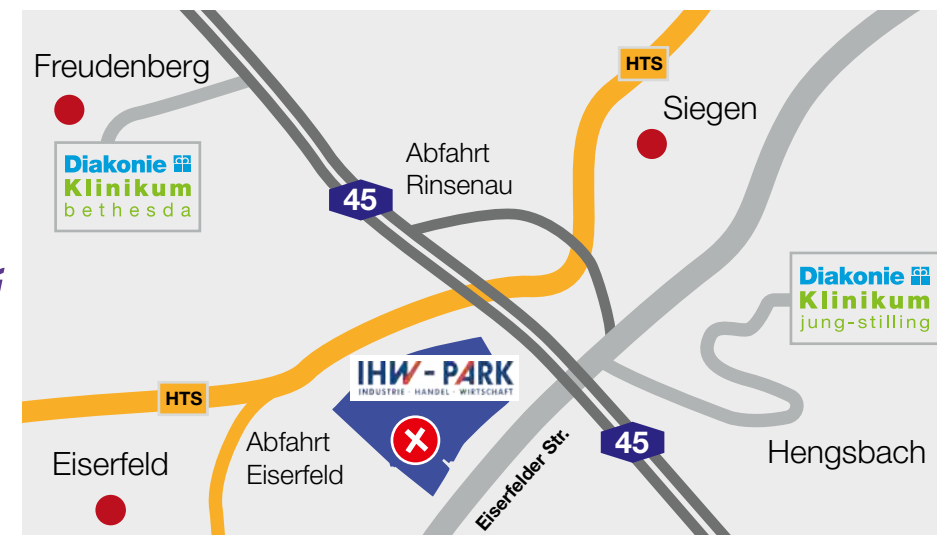 Freudenberg
HTS
Siegen
Diakonie
Klinikum
bethesda
Abfahrt
Rinsenau
45
Diakonie
Klinikum
jung-stilling
IHW-PARK
INDUSTRIE · HANDEL · WIRTSCHAFT
HTS
Abfahrt
Eiserfeld
Eiserfeld
Eiserfelder Str.
45
Hengsbach